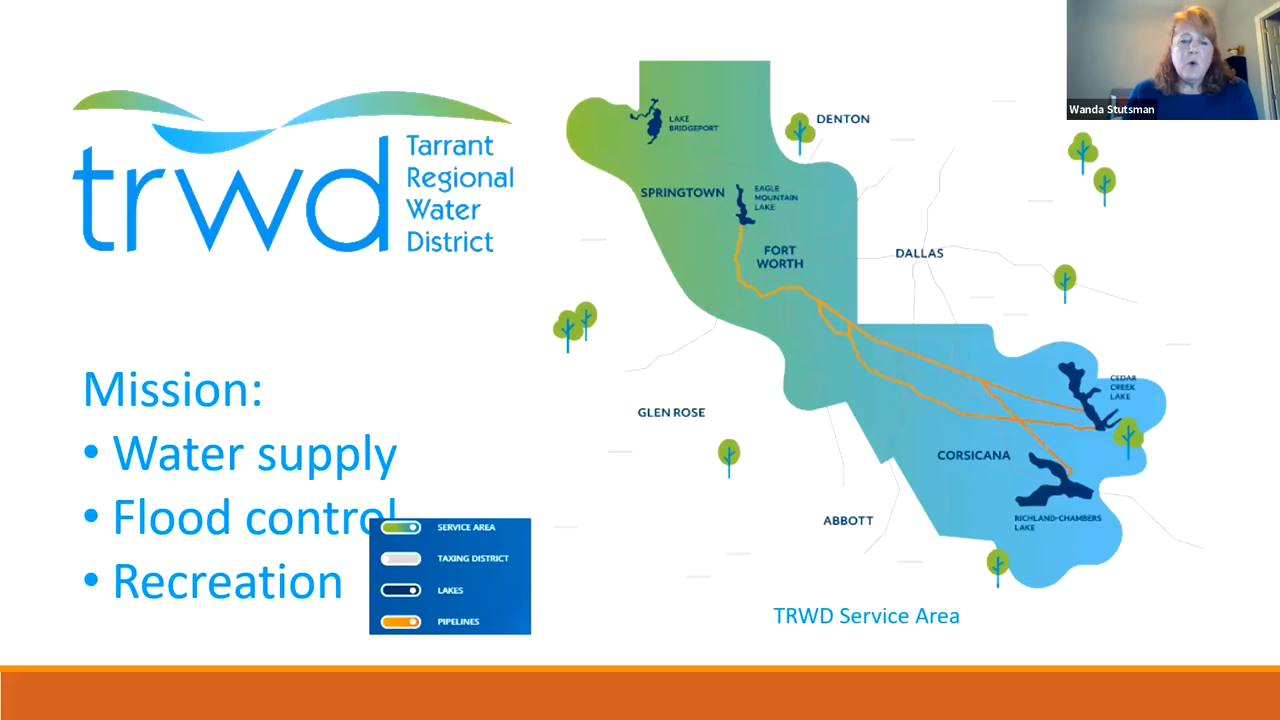 trwd
Tarrant
Regional
Water
District
Mission:
• Water supply
• Flood control
• Recreation
SERVICE AREA
TAXING DISTRICT
LAKES
PIPELINES
LAKE
BRIDGEPORT
DENTON
SPRINGTOWN
EAGLE
MOUNTAIN
LAKE
FORT
WORTH
DALLAS
CEDAR
CREEK
LAKE
GLEN ROSE
CORSICANA
ABBOTT
RICHLAND-CHAMBERS
LAKE
TRWD Service Area
Wanda Stutsman